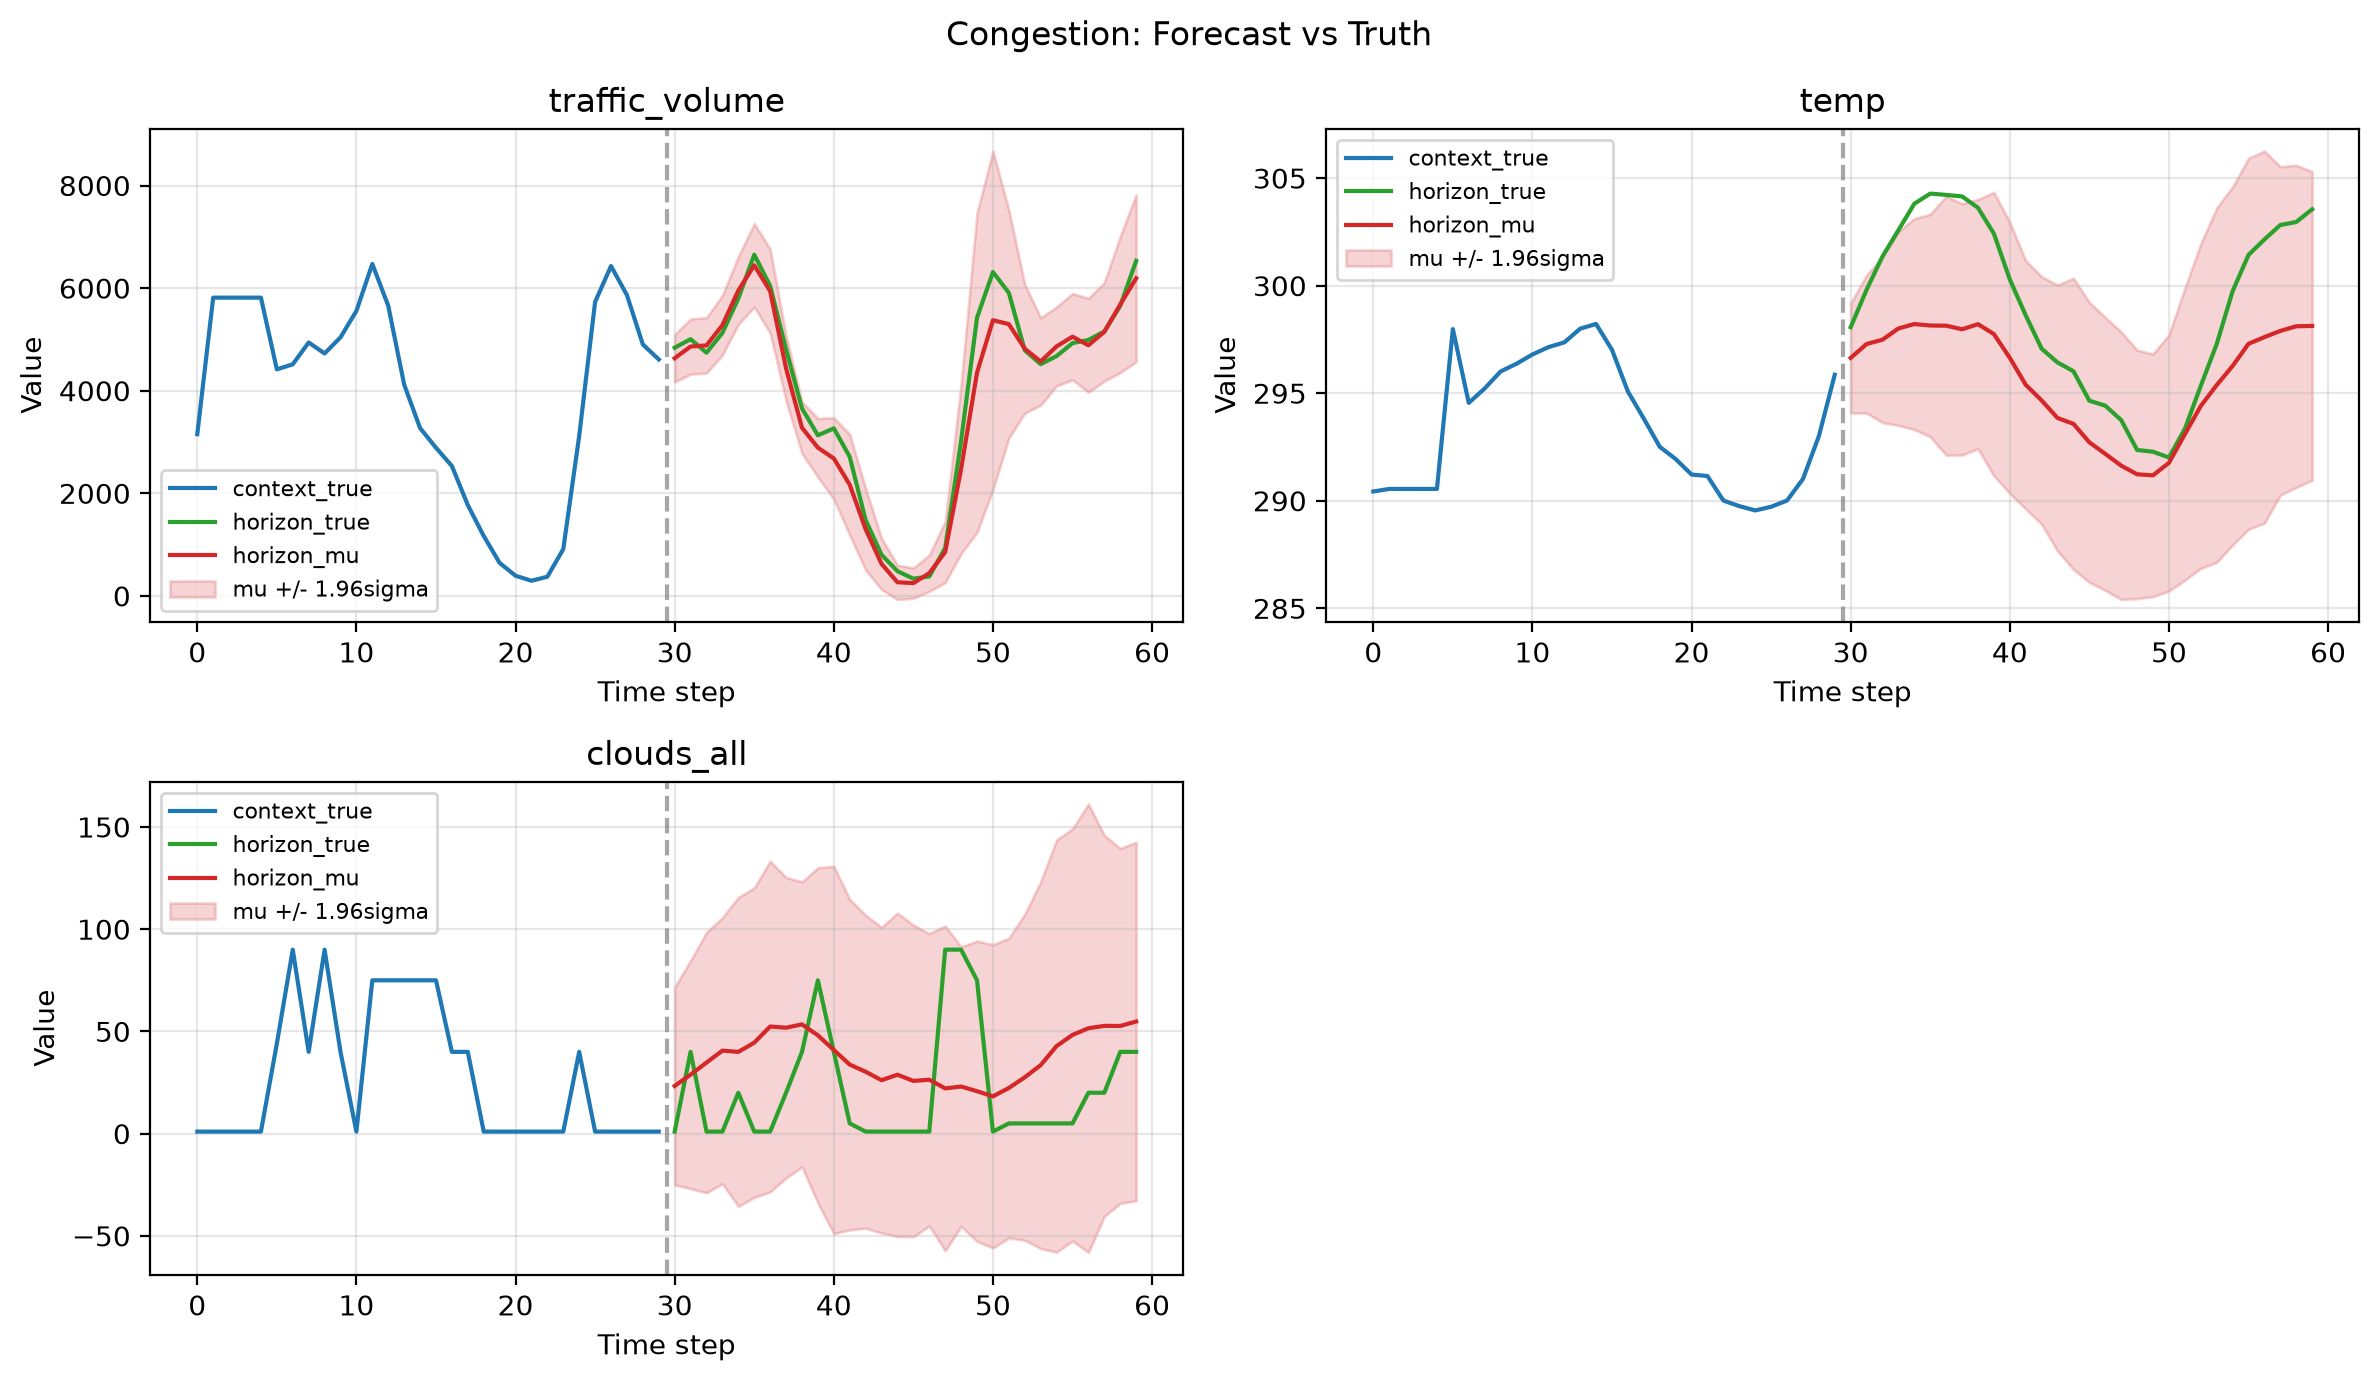 Congestion: Forecast vs Truth
traffic_volume
8000
6000
4000
2000
0
Value
context_true
horizon_true
horizon_mu
mu +/- 1.96sigma
0 10 20 30 40 50 60
Time step
temp
305
300
295
290
285
Value
context_true
horizon_true
horizon_mu
mu +/- 1.96sigma
0 10 20 30 40 50 60
Time step
clouds_all
150
100
50
0
−50
Value
context_true
horizon_true
horizon_mu
mu +/- 1.96sigma
0 10 20 30 40 50 60
Time step